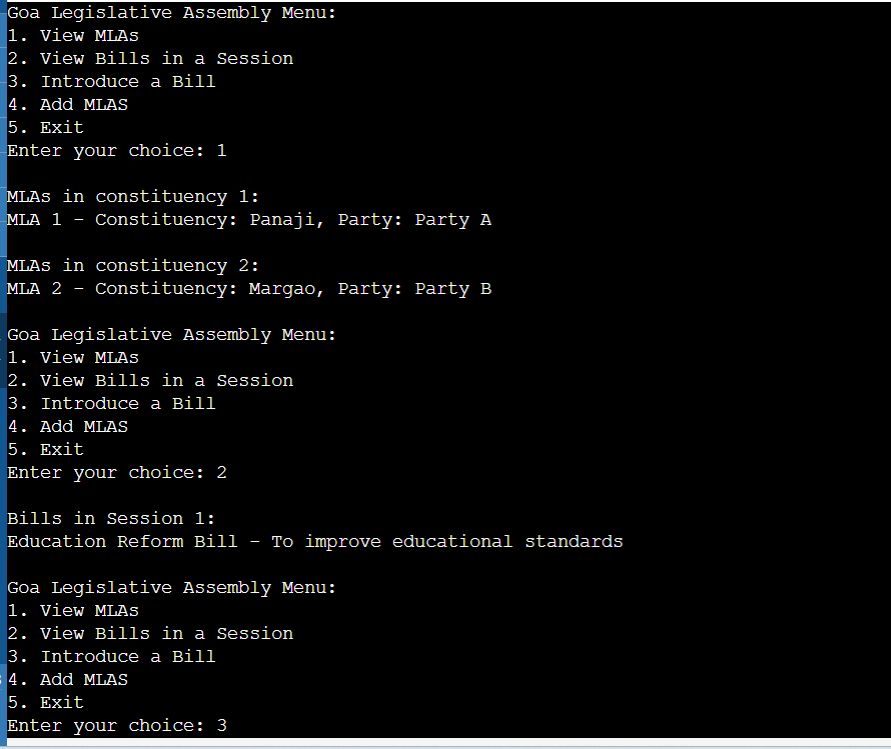 Goa Legislative Assembly Menu:
1. View MLAs
2. View Bills in a Session
3. Introduce a Bill
4. Add MLAS
5. Exit
Enter your choice: 1
MLAs in constituency 1:
MLA 1 - Constituency: Panaji, Party: Party A
MLAs in constituency 2:
MLA 2 - Constituency: Margao, Party: Party B
Goa Legislative Assembly Menu:
1. View MLAs
2. View Bills in a Session
3. Introduce a Bill
4. Add MLAS
5. Exit
Enter your choice: 2
Bills in Session 1:
Education Reform Bill - To improve educational standards
Goa Legislative Assembly Menu:
1. View MLAs
2. View Bills in a Session
3. Introduce a Bill
4. Add MLAS
5. Exit
Enter your choice: 3